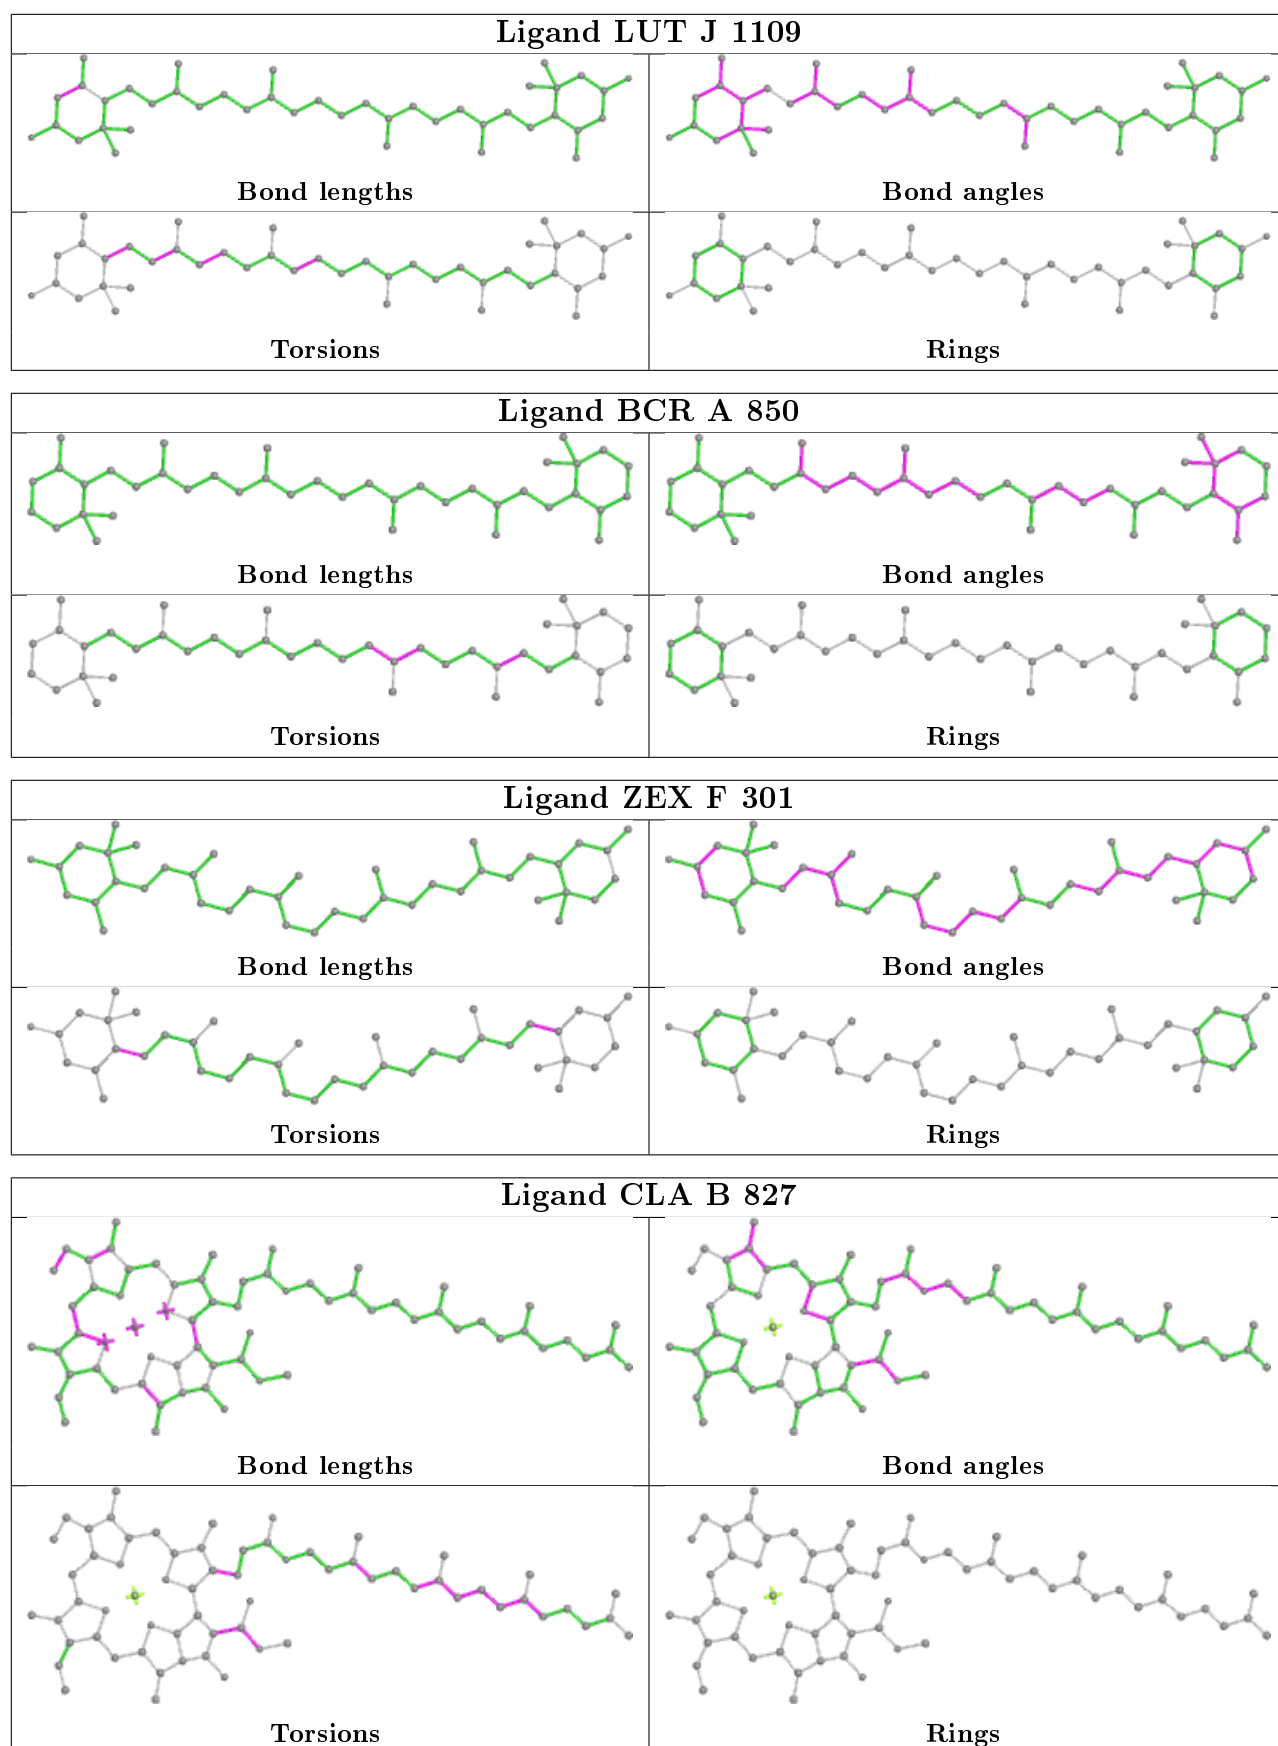 Ligand LUT J 1109
Bond lengths
Bond angles
Torsions
Rings
Ligand BCR A 850
Bond lengths
Bond angles
Torsions
Rings
Ligand ZEX F 301
Bond lengths
Bond angles
Torsions
Rings
Ligand CLA B 827
Bond lengths
Bond angles
Torsions
Rings